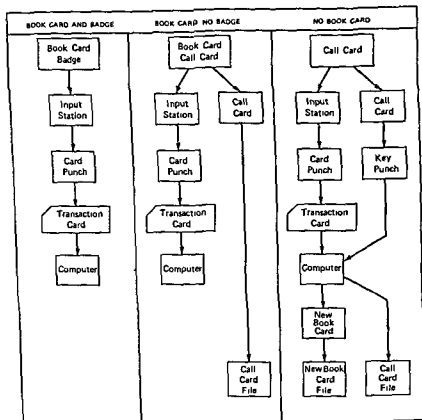 BOOK CARD AND BADGE
Book Card
Badge
Input
Station
Card
Punch
Transaction
Card
Computer
BOOK CARD NO BADGE
Book Card
Call Card
Input
Station
Call
Card
Card
Punch
Transaction
Card
Computer
Call
Card
File
NO BOOK CARD
Call Card
Input
Station
Call
Card
Card
Punch
Key
Punch
Transaction
Card
Computer
New
Book
Card
New Book
Card
File
Call
Card
File